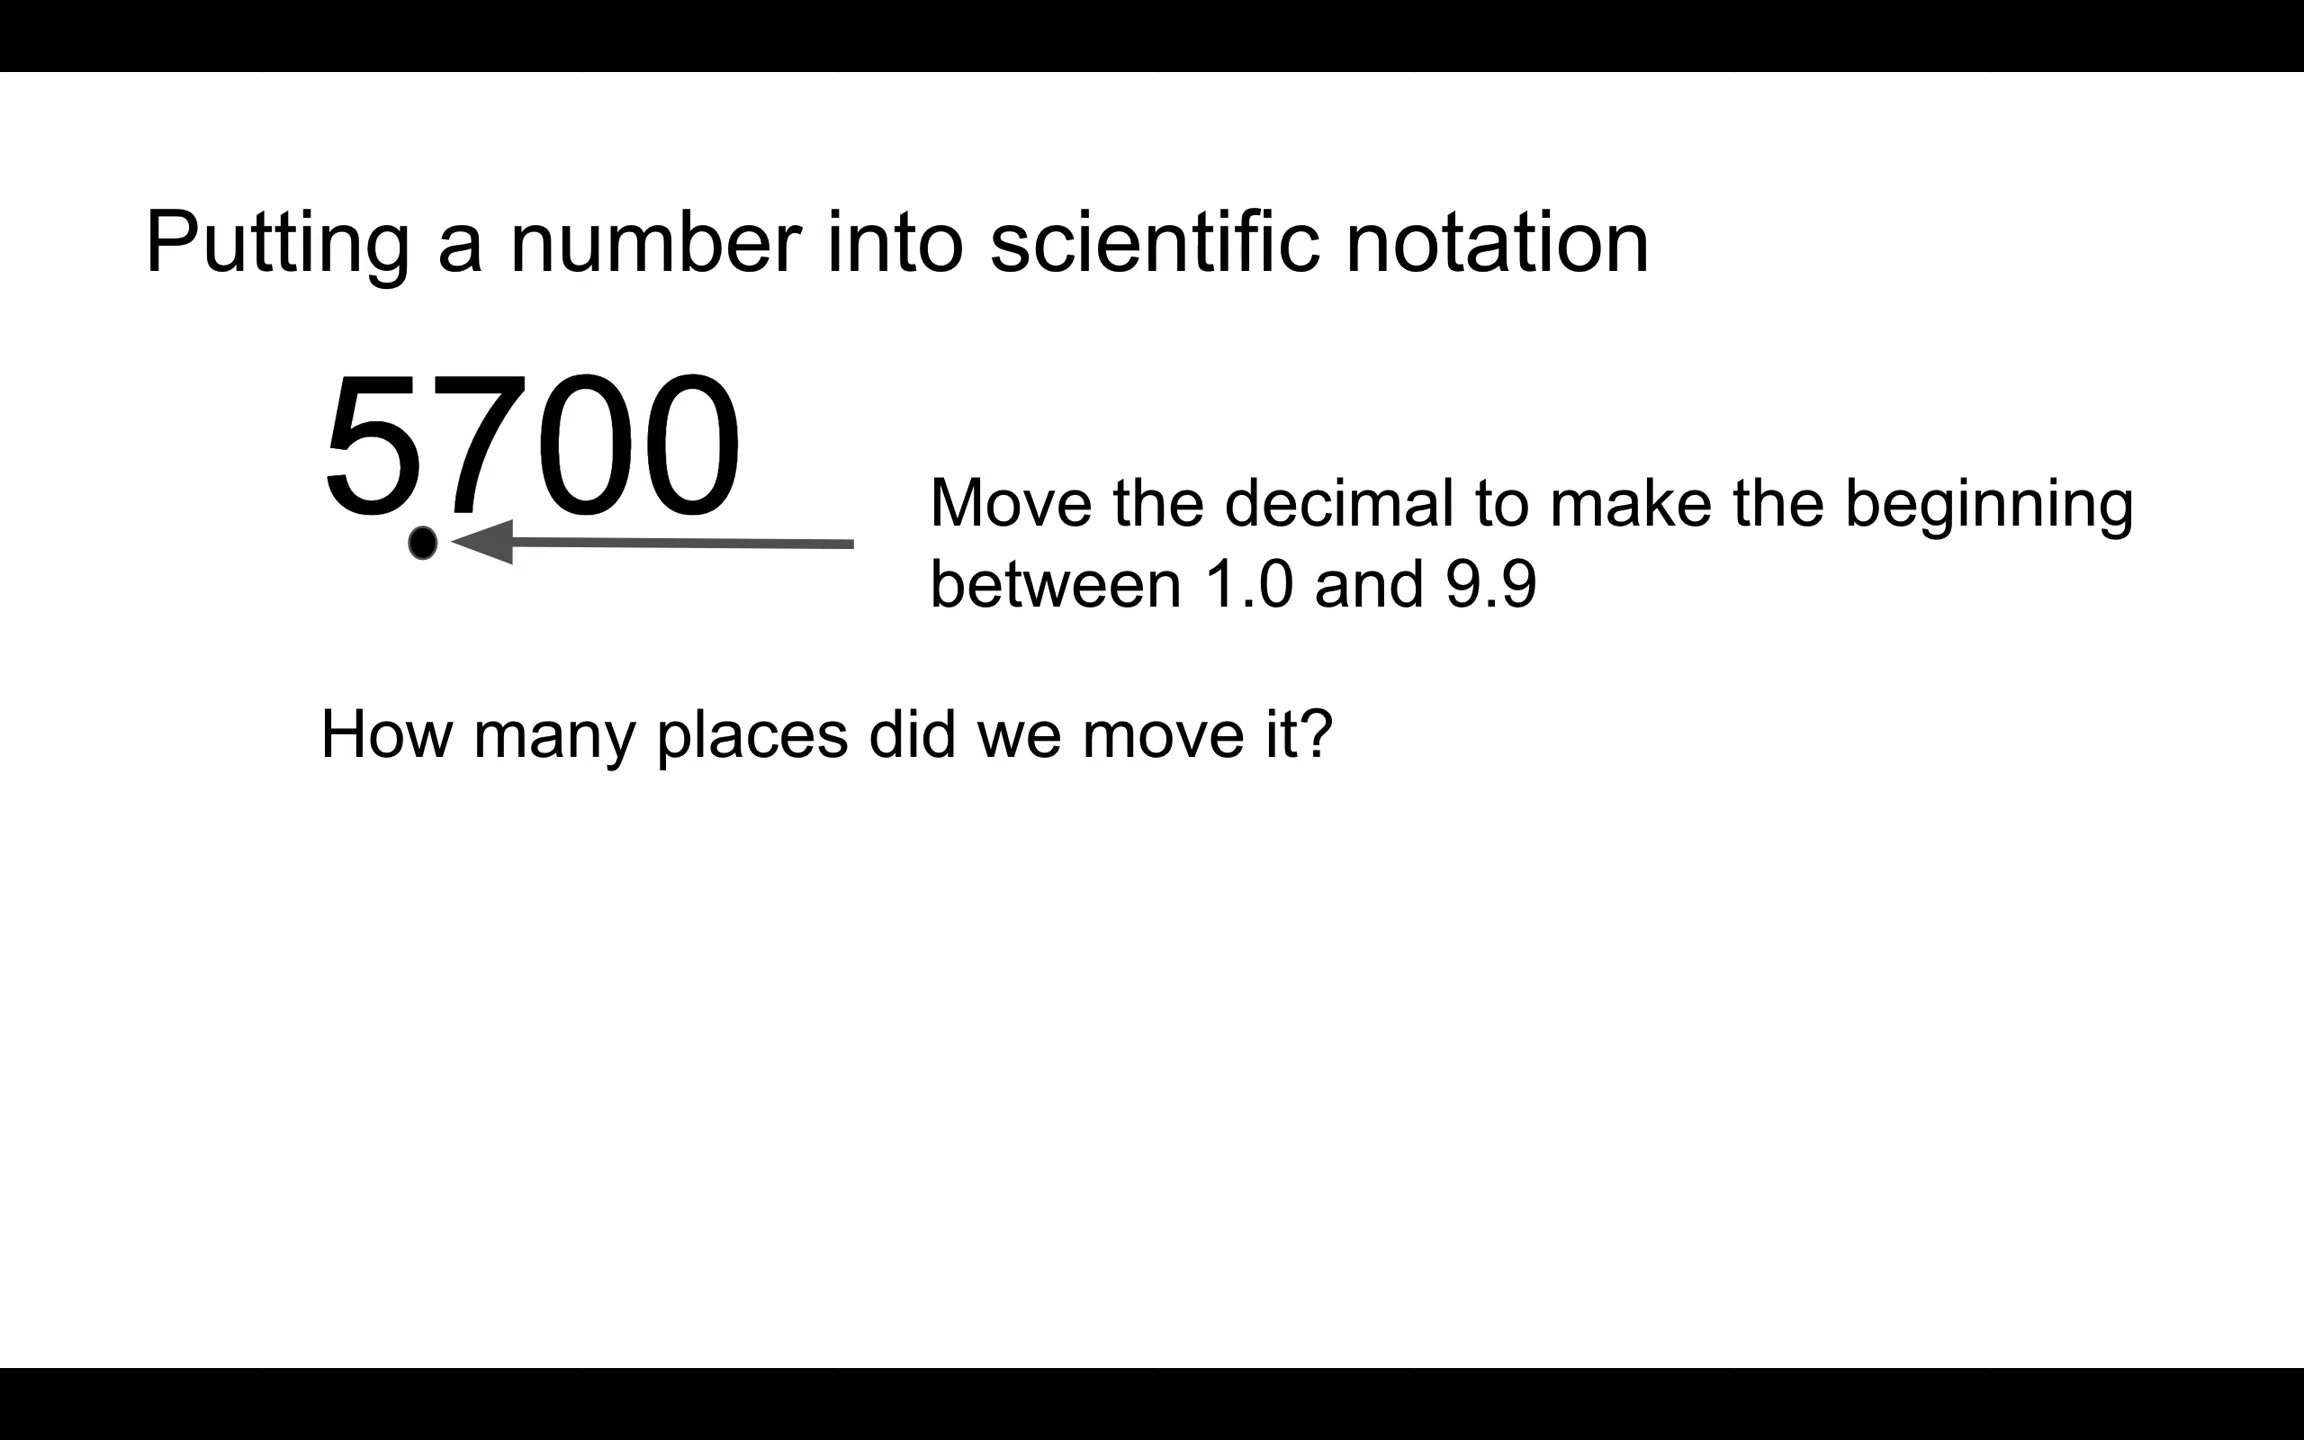 Putting a number into scientific notation
5700
Move the decimal to make the beginning
between 1.0 and 9.9
How many places did we move it?